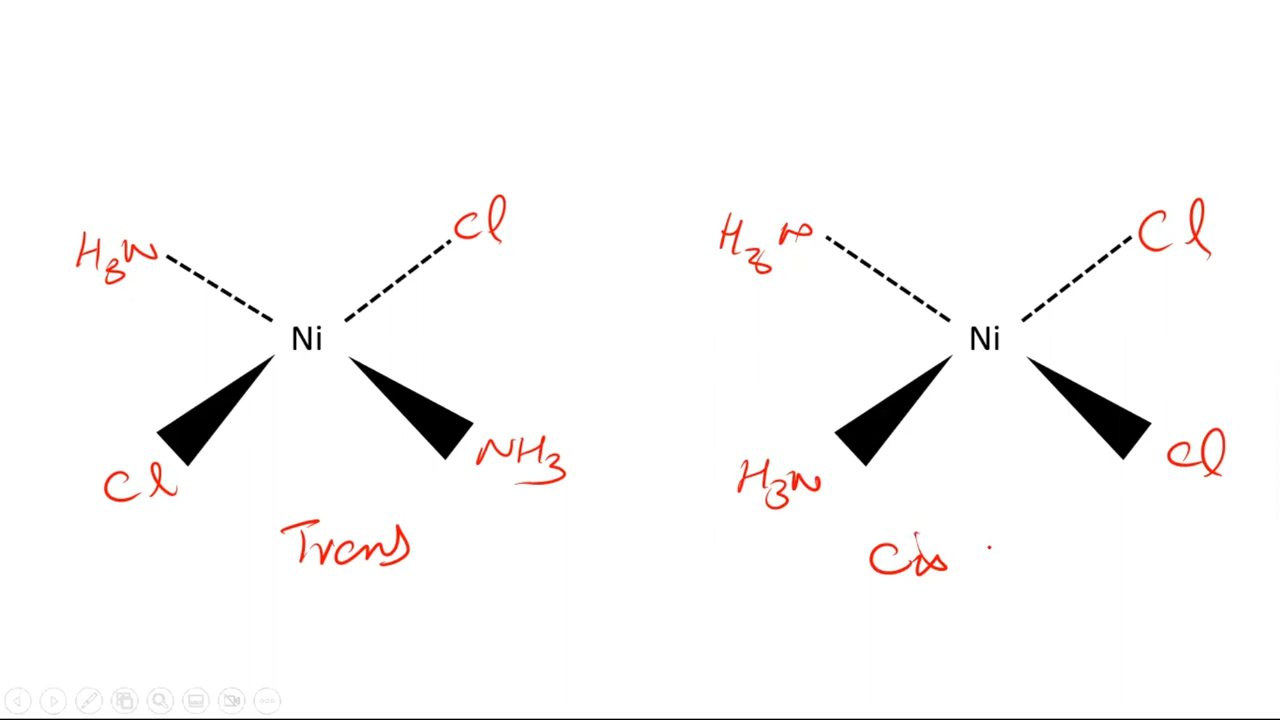 H3N Cl
Ni
Cl NH3
Trans
H3N Cl
Ni
H3N Cl
Cis